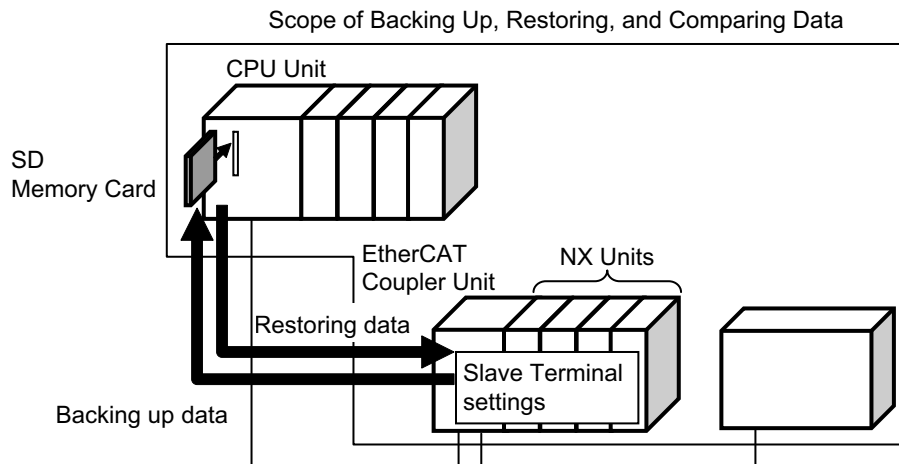 Scope of Backing Up, Restoring, and Comparing Data
CPU Unit
SD
Memory Card
EtherCAT
Coupler Unit
NX Units
Restoring data
Slave Terminal
settings
Backing up data